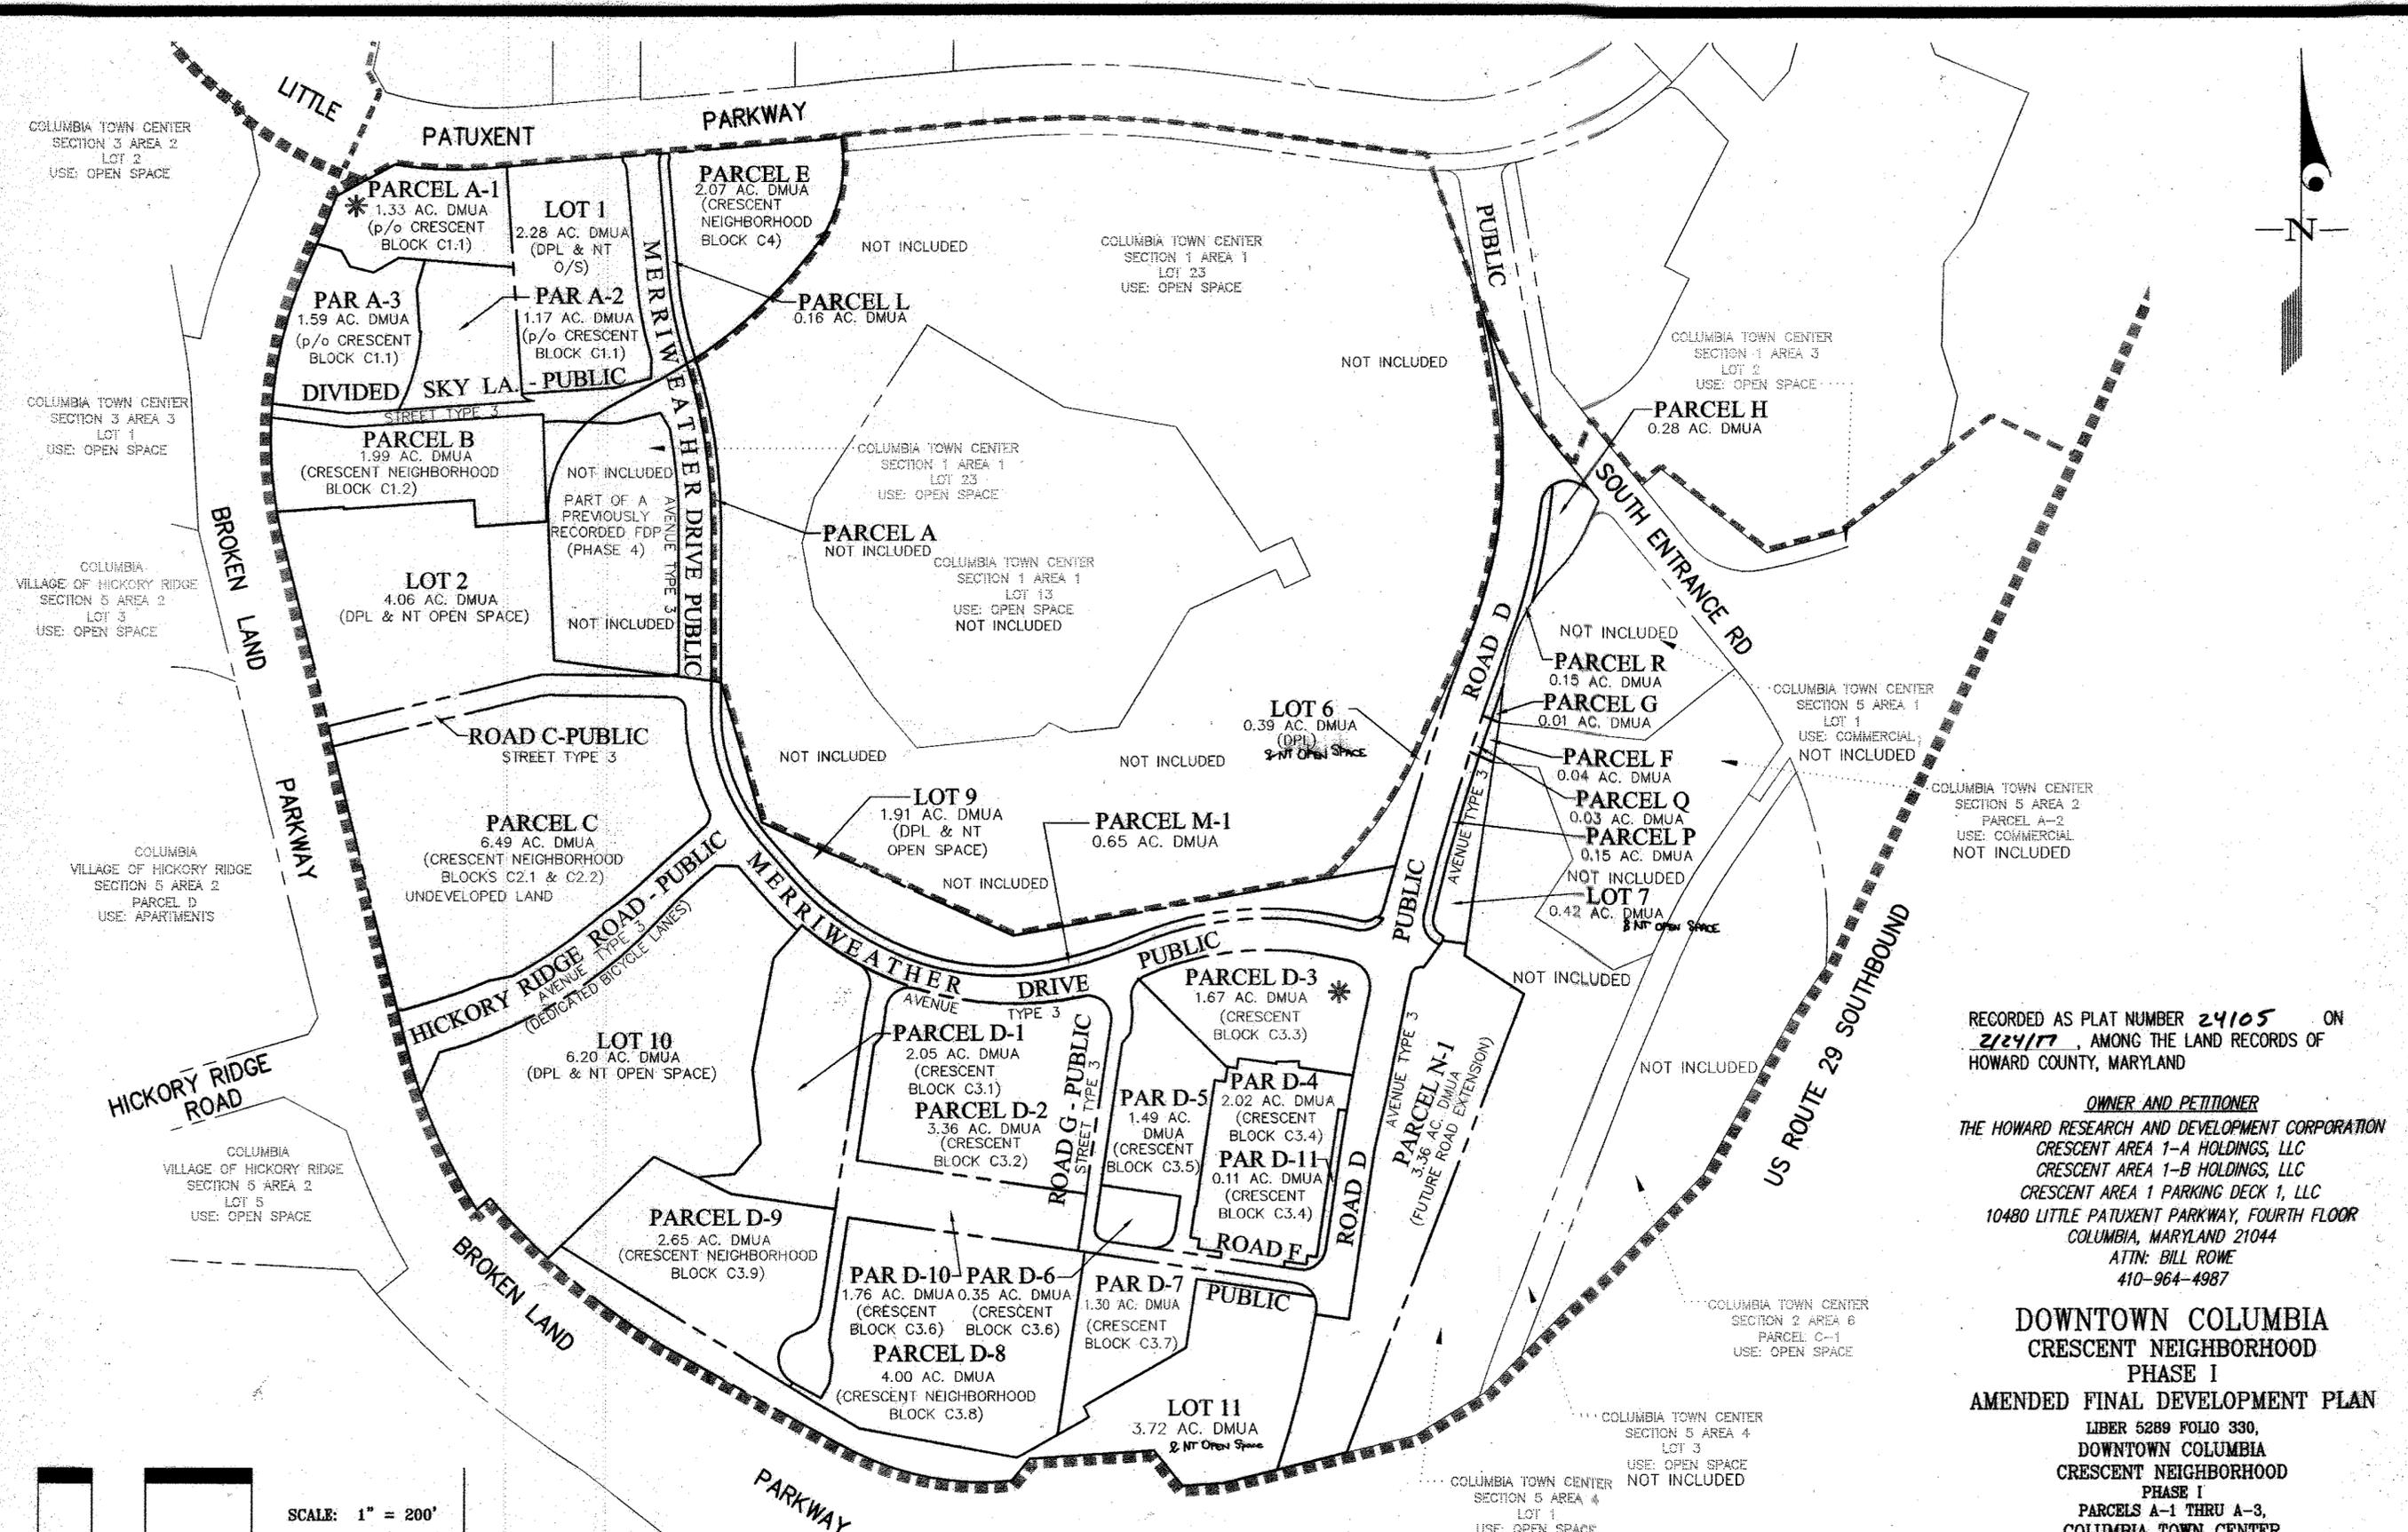 LITTLE
PATUXENT
PARKWAY
COLUMBIA TOWN CENTER
SECTION 3 AREA 2
LOT 2
USE: OPEN SPACE
PARCEL A-1
1.33 AC. DMUA
(p/o CRESCENT
BLOCK C1.1)
LOT 1
2.28 AC. DMUA
(DPL & NT
O/S)
PARCEL E
2.07 AC. DMUA
(CRESCENT
NEIGHBORHOOD
BLOCK C4)
NOT INCLUDED
COLUMBIA TOWN CENTER
SECTION 1 AREA 1
LOT 23
USE: OPEN SPACE
PUBLIC
N
PAR A-3
1.59 AC. DMUA
(p/o CRESCENT
BLOCK C1.1)
PAR A-2
1.17 AC. DMUA
(p/o CRESCENT
BLOCK C1.1)
PARCEL L
0.16 AC. DMUA
NOT INCLUDED
COLUMBIA TOWN CENTER
SECTION 1 AREA 3
LOT 2
USE: OPEN SPACE
DIVIDED SKY LA. - PUBLIC
STREET TYPE 3
MERRIWEATHER DRIVE PUBLIC
AVENUE TYPE 3
COLUMBIA TOWN CENTER
SECTION 3 AREA 3
LOT 1
USE: OPEN SPACE
PARCEL B
1.99 AC. DMUA
(CRESCENT NEIGHBORHOOD
BLOCK C1.2)
NOT INCLUDED
PART OF A
PREVIOUSLY
RECORDED FDP
(PHASE 4)
NOT INCLUDED
COLUMBIA TOWN CENTER
SECTION 1 AREA 1
LOT 23
USE: OPEN SPACE
PARCEL H
0.28 AC. DMUA
SOUTH ENTRANCE RD
PARCEL A
NOT INCLUDED
COLUMBIA TOWN CENTER
SECTION 1 AREA 1
LOT 13
USE: OPEN SPACE
NOT INCLUDED
BROKEN LAND
PARKWAY
COLUMBIA
VILLAGE OF HICKORY RIDGE
SECTION 5 AREA 2
LOT 3
USE: OPEN SPACE
LOT 2
4.06 AC. DMUA
(DPL & NT OPEN SPACE)
ROAD D
NOT INCLUDED
PARCEL R
0.15 AC. DMUA
PARCEL G
0.01 AC. DMUA
COLUMBIA TOWN CENTER
SECTION 5 AREA 1
LOT 1
USE: COMMERCIAL
NOT INCLUDED
LOT 6
0.39 AC. DMUA
(DPL)
& NT OPEN SPACE
ROAD C-PUBLIC
STREET TYPE 3
NOT INCLUDED
NOT INCLUDED
PARCEL F
0.04 AC. DMUA
PARCEL Q
0.03 AC. DMUA
PARCEL P
0.15 AC. DMUA
NOT INCLUDED
LOT 7
0.42 AC. DMUA
& NT OPEN SPACE
AVENUE TYPE 3
PUBLIC
COLUMBIA TOWN CENTER
SECTION 5 AREA 2
PARCEL A-2
USE: COMMERCIAL
NOT INCLUDED
LOT 9
1.91 AC. DMUA
(DPL & NT
OPEN SPACE)
PARCEL M-1
0.65 AC. DMUA
NOT INCLUDED
PARCEL C
6.49 AC. DMUA
(CRESCENT NEIGHBORHOOD
BLOCKS C2.1 & C2.2)
UNDEVELOPED LAND
COLUMBIA
VILLAGE OF HICKORY RIDGE
SECTION 5 AREA 2
PARCEL D
USE: APARTMENTS
HICKORY RIDGE ROAD - PUBLIC
AVENUE TYPE 3
(DEDICATED BICYCLE LANES)
MERRIWEATHER DRIVE PUBLIC
AVENUE TYPE 3
NOT INCLUDED
US ROUTE 29 SOUTHBOUND
LOT 10
6.20 AC. DMUA
(DPL & NT OPEN SPACE)
PARCEL D-1
2.05 AC. DMUA
(CRESCENT
BLOCK C3.1)
PARCEL D-2
3.36 AC. DMUA
(CRESCENT
BLOCK C3.2)
ROAD G - PUBLIC
STREET TYPE 3
PARCEL D-3
1.67 AC. DMUA
(CRESCENT
BLOCK C3.3)
PAR D-5
1.49 AC.
DMUA
(CRESCENT
BLOCK C3.5)
PAR D-4
2.02 AC. DMUA
(CRESCENT
BLOCK C3.4)
PAR D-11
0.11 AC. DMUA
(CRESCENT
BLOCK C3.4)
ROAD F
PUBLIC
ROAD D
AVENUE TYPE 3
PARCEL N-1
3.36 AC. DMUA
(FUTURE ROAD EXTENSION)
NOT INCLUDED
HICKORY RIDGE
ROAD
COLUMBIA
VILLAGE OF HICKORY RIDGE
SECTION 5 AREA 2
LOT 5
USE: OPEN SPACE
PARCEL D-9
2.65 AC. DMUA
(CRESCENT NEIGHBORHOOD
BLOCK C3.9)
PAR D-10
1.76 AC. DMUA
(CRESCENT
BLOCK C3.6)
PAR D-6
0.35 AC. DMUA
(CRESCENT
BLOCK C3.6)
PAR D-7
1.30 AC. DMUA
(CRESCENT
BLOCK C3.7)
PARCEL D-8
4.00 AC. DMUA
(CRESCENT NEIGHBORHOOD
BLOCK C3.8)
LOT 11
3.72 AC. DMUA
& NT OPEN Space
BROKEN LAND
PARKWAY
COLUMBIA TOWN CENTER
SECTION 2 AREA 6
PARCEL C-1
USE: OPEN SPACE
COLUMBIA TOWN CENTER
SECTION 5 AREA 4
LOT 3
USE: OPEN SPACE
NOT INCLUDED
COLUMBIA TOWN CENTER
SECTION 5 AREA 4
LOT 1
USE: OPEN SPACE
SCALE: 1" = 200'
RECORDED AS PLAT NUMBER 24105 ON
2/24/17, AMONG THE LAND RECORDS OF
HOWARD COUNTY, MARYLAND
OWNER AND PETITIONER
THE HOWARD RESEARCH AND DEVELOPMENT CORPORATION
CRESCENT AREA 1-A HOLDINGS, LLC
CRESCENT AREA 1-B HOLDINGS, LLC
CRESCENT AREA 1 PARKING DECK 1, LLC
10480 LITTLE PATUXENT PARKWAY, FOURTH FLOOR
COLUMBIA, MARYLAND 21044
ATTN: BILL ROWE
410-964-4987
DOWNTOWN COLUMBIA
CRESCENT NEIGHBORHOOD
PHASE I
AMENDED FINAL DEVELOPMENT PLAN
LIBER 5289 FOLIO 330,
DOWNTOWN COLUMBIA
CRESCENT NEIGHBORHOOD
PHASE I
PARCELS A-1 THRU A-3,
COLUMBIA TOWN CENTER